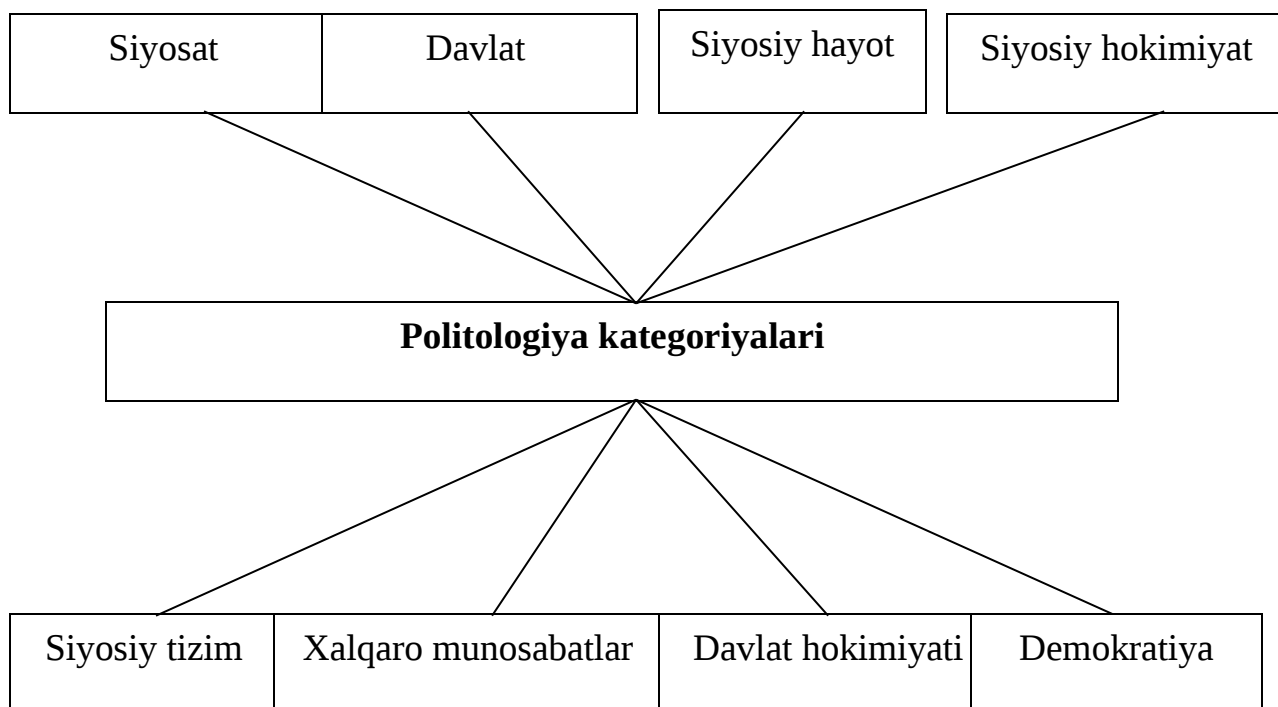 Siyosat
Davlat
Siyosiy hayot
Siyosiy hokimiyat
Politologiya kategoriyalari
Siyosiy tizim
Xalqaro munosabatlar
Davlat hokimiyati
Demokratiya